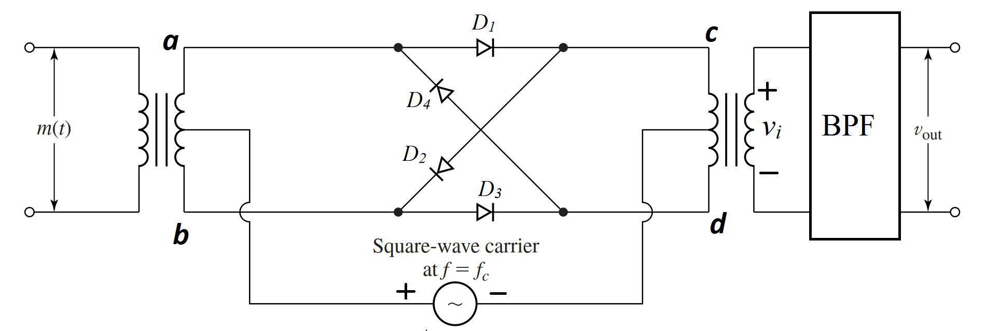 D1
a
c
D4
m(t)
D2
+
vi
−
BPF
vout
D3
b
d
Square-wave carrier
at f = fc
+
−
~